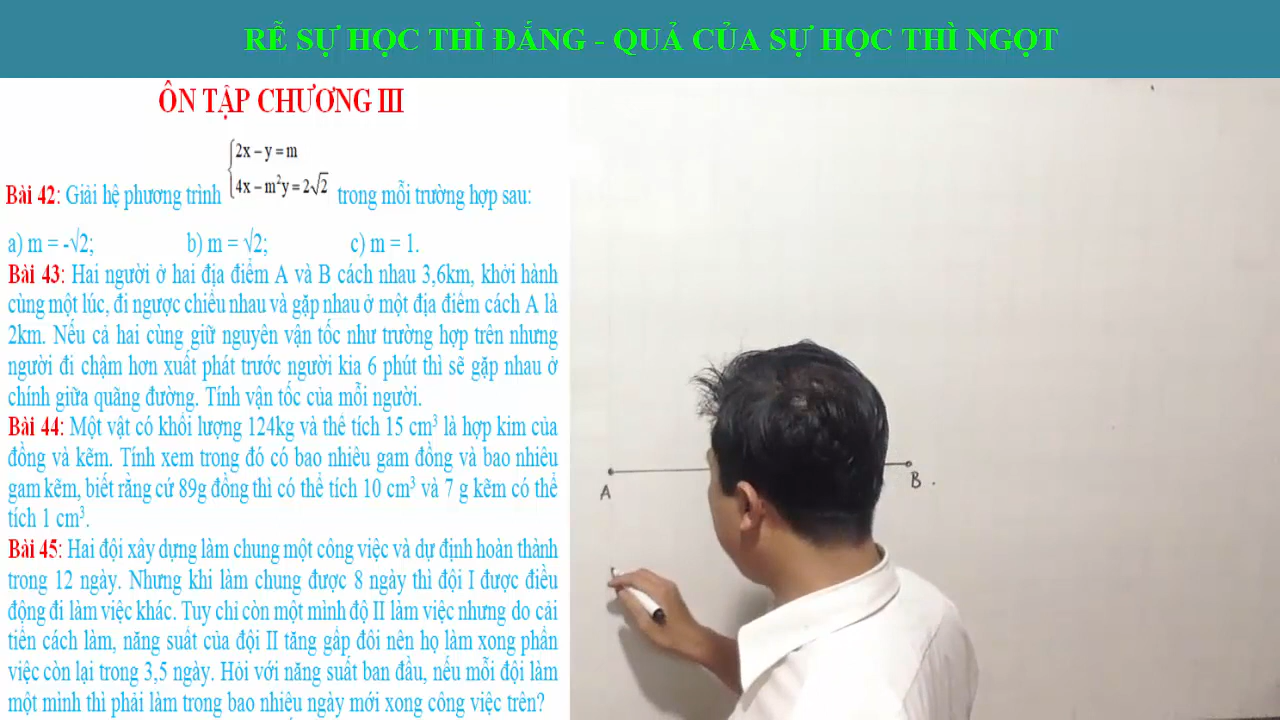 RỄ SỰ HỌC THÌ ĐẮNG - QUẢ CỦA SỰ HỌC THÌ NGỌT
ÔN TẬP CHƯƠNG III
2x – y = m
4x – m²y = 2√2
Bài 42: Giải hệ phương trình trong mỗi trường hợp sau:
a) m = -√2; b) m = √2; c) m = 1.
Bài 43: Hai người ở hai địa điểm A và B cách nhau 3,6km, khởi hành
cùng một lúc, đi ngược chiều nhau và gặp nhau ở một địa điểm cách A là
2km. Nếu cả hai cùng giữ nguyên vận tốc như trường hợp trên nhưng
người đi chậm hơn xuất phát trước người kia 6 phút thì sẽ gặp nhau ở
chính giữa quãng đường. Tính vận tốc của mỗi người.
Bài 44: Một vật có khối lượng 124kg và thể tích 15 cm³ là hợp kim của
đồng và kẽm. Tính xem trong đó có bao nhiêu gam đồng và bao nhiêu
gam kẽm, biết rằng cứ 89g đồng thì có thể tích 10 cm³ và 7 g kẽm có thể
tích 1 cm³.
Bài 45: Hai đội xây dựng làm chung một công việc và dự định hoàn thành
trong 12 ngày. Nhưng khi làm chung được 8 ngày thì đội I được điều
động đi làm việc khác. Tuy chỉ còn một mình độ II làm việc nhưng do cải
tiến cách làm, năng suất của đội II tăng gấp đôi nên họ làm xong phần
việc còn lại trong 3,5 ngày. Hỏi với năng suất ban đầu, nếu mỗi đội làm
một mình thì phải làm trong bao nhiêu ngày mới xong công việc trên?
A B